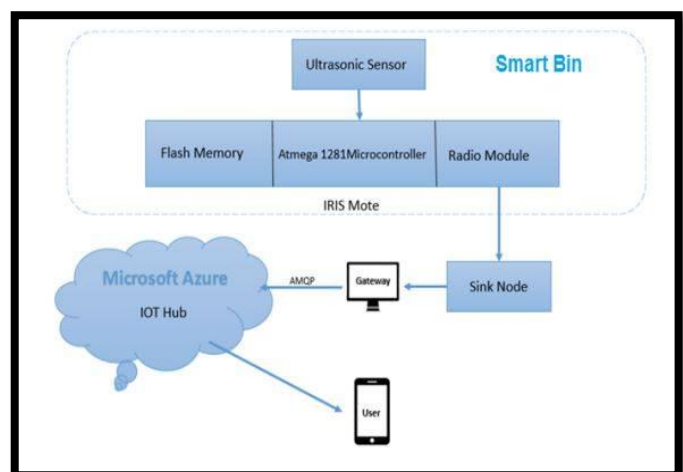 Ultrasonic Sensor
Smart Bin
Flash Memory
Atmega 1281Microcontroller
Radio Module
IRIS Mote
Microsoft Azure
IOT Hub
AMQP
Gateway
Sink Node
User